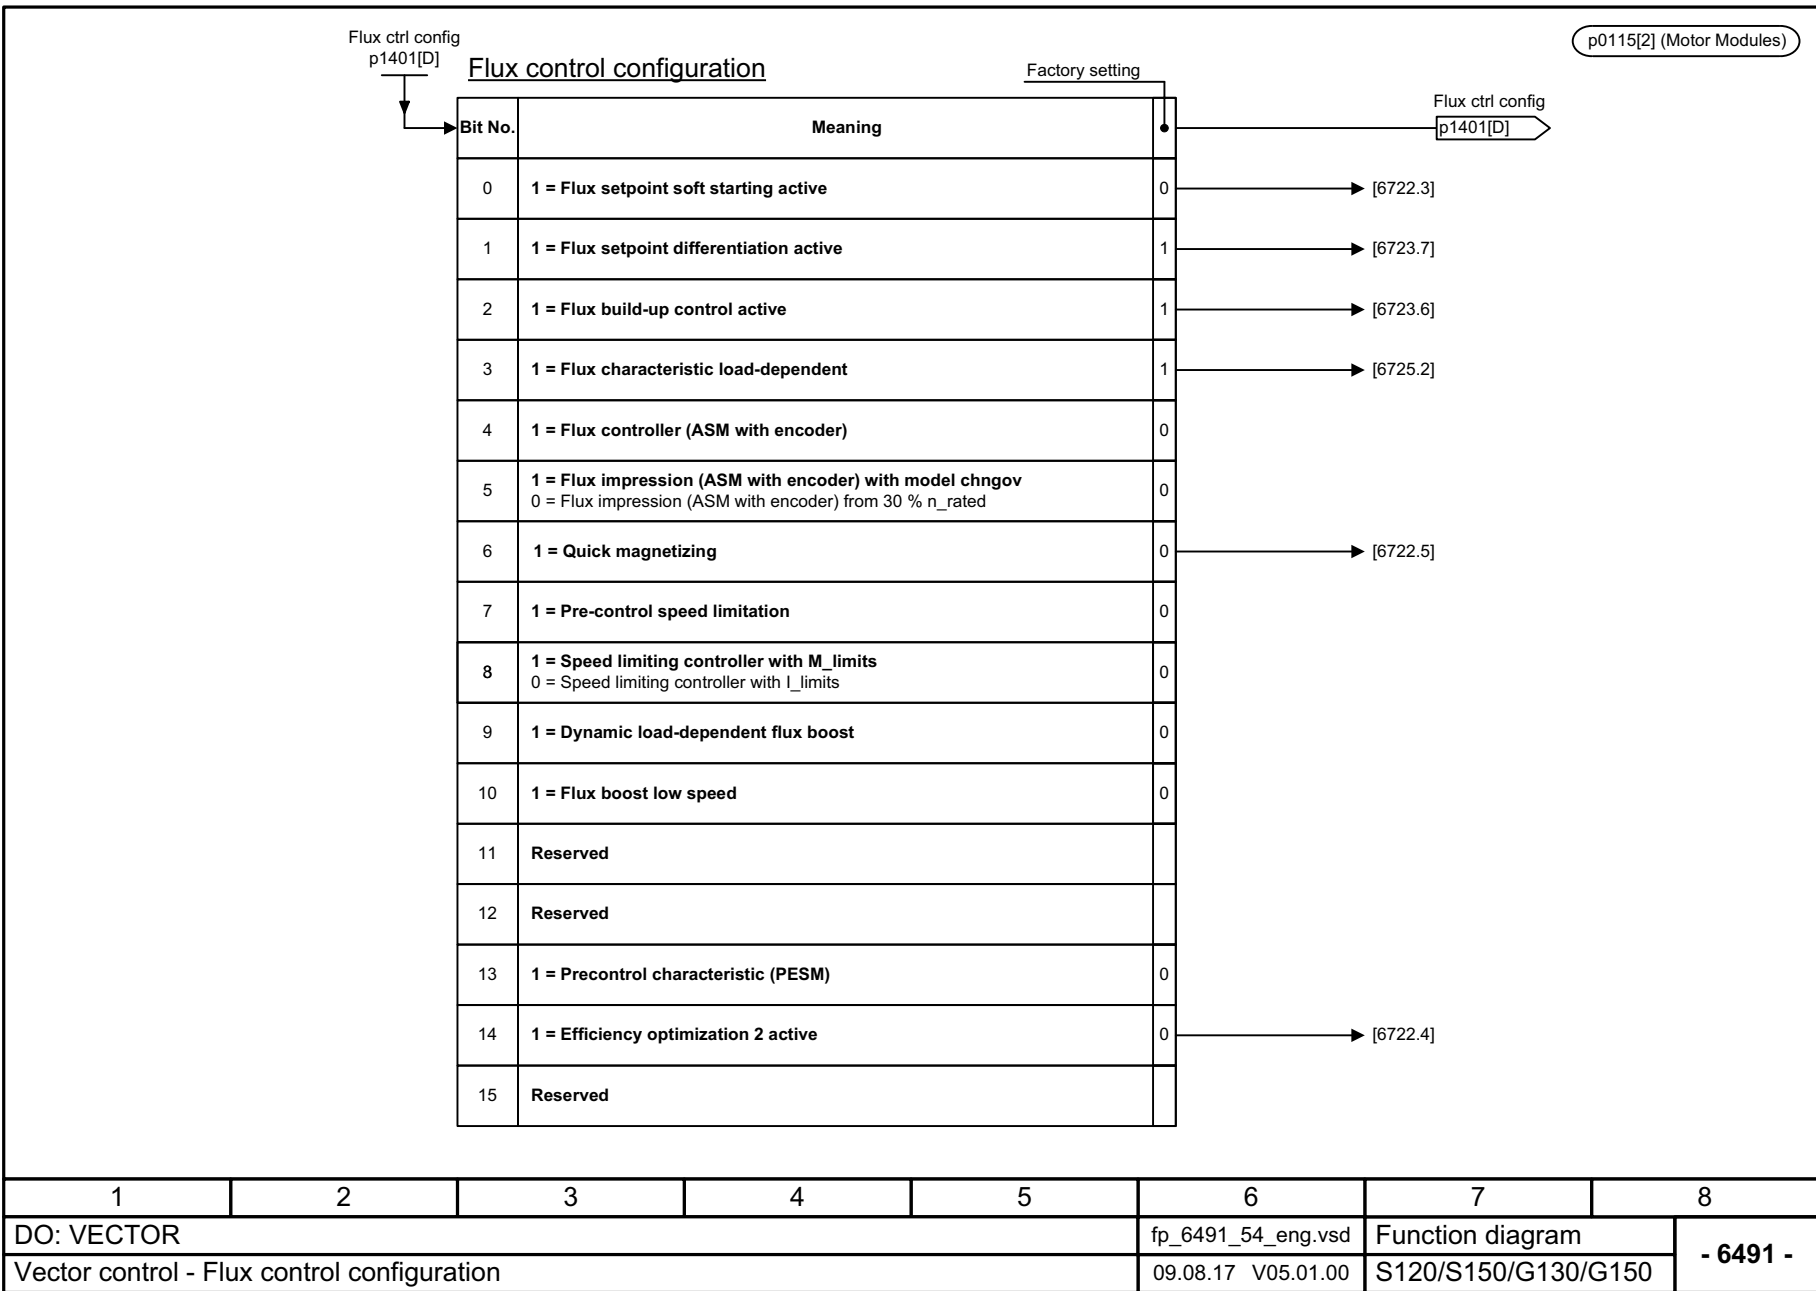 Flux ctrl config
p1401[D]
Flux control configuration
Factory setting
p0115[2] (Motor Modules)
Flux ctrl config
p1401[D]
Bit No. Meaning
0 1 = Flux setpoint soft starting active 0 [6722.3]
1 1 = Flux setpoint differentiation active 1 [6723.7]
2 1 = Flux build-up control active 1 [6723.6]
3 1 = Flux characteristic load-dependent 1 [6725.2]
4 1 = Flux controller (ASM with encoder) 0
5 1 = Flux impression (ASM with encoder) with model chngov 0
0 = Flux impression (ASM with encoder) from 30 % n_rated
6 1 = Quick magnetizing 0 [6722.5]
7 1 = Pre-control speed limitation 0
8 1 = Speed limiting controller with M_limits 0
0 = Speed limiting controller with I_limits
9 1 = Dynamic load-dependent flux boost 0
10 1 = Flux boost low speed 0
11 Reserved
12 Reserved
13 1 = Precontrol characteristic (PESM) 0
14 1 = Efficiency optimization 2 active 0 [6722.4]
15 Reserved
1 2 3 4 5 6 7 8
DO: VECTOR fp_6491_54_eng.vsd Function diagram - 6491 -
Vector control - Flux control configuration 09.08.17 V05.01.00 S120/S150/G130/G150